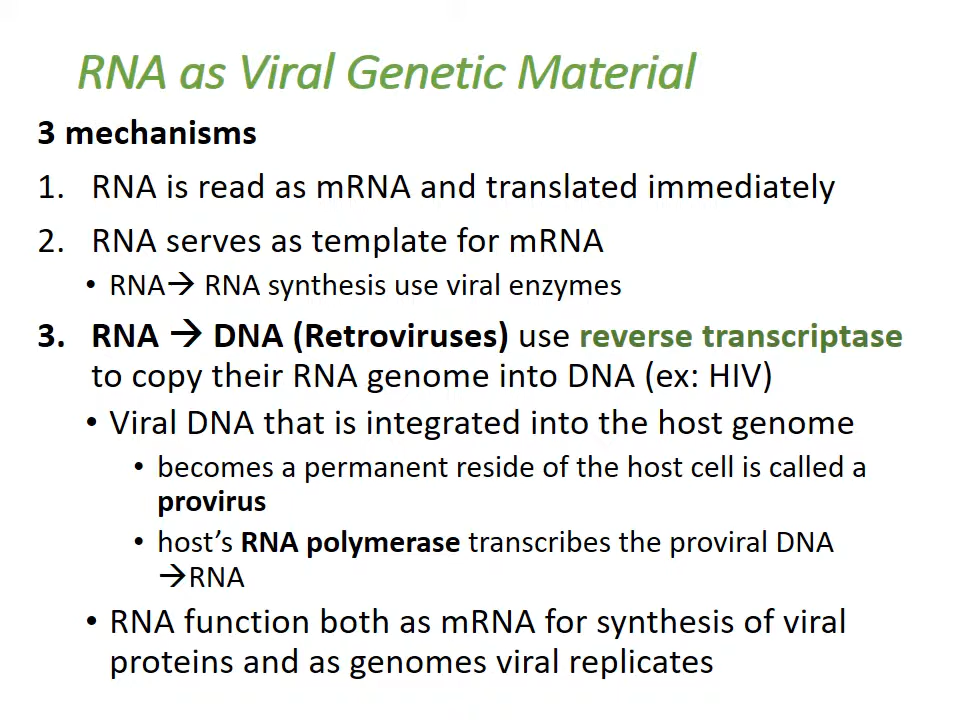 RNA as Viral Genetic Material
3 mechanisms
1. RNA is read as mRNA and translated immediately
2. RNA serves as template for mRNA
• RNA→ RNA synthesis use viral enzymes
3. RNA → DNA (Retroviruses) use reverse transcriptase
to copy their RNA genome into DNA (ex: HIV)
• Viral DNA that is integrated into the host genome
• becomes a permanent reside of the host cell is called a
provirus
• host’s RNA polymerase transcribes the proviral DNA
→RNA
• RNA function both as mRNA for synthesis of viral
proteins and as genomes viral replicates